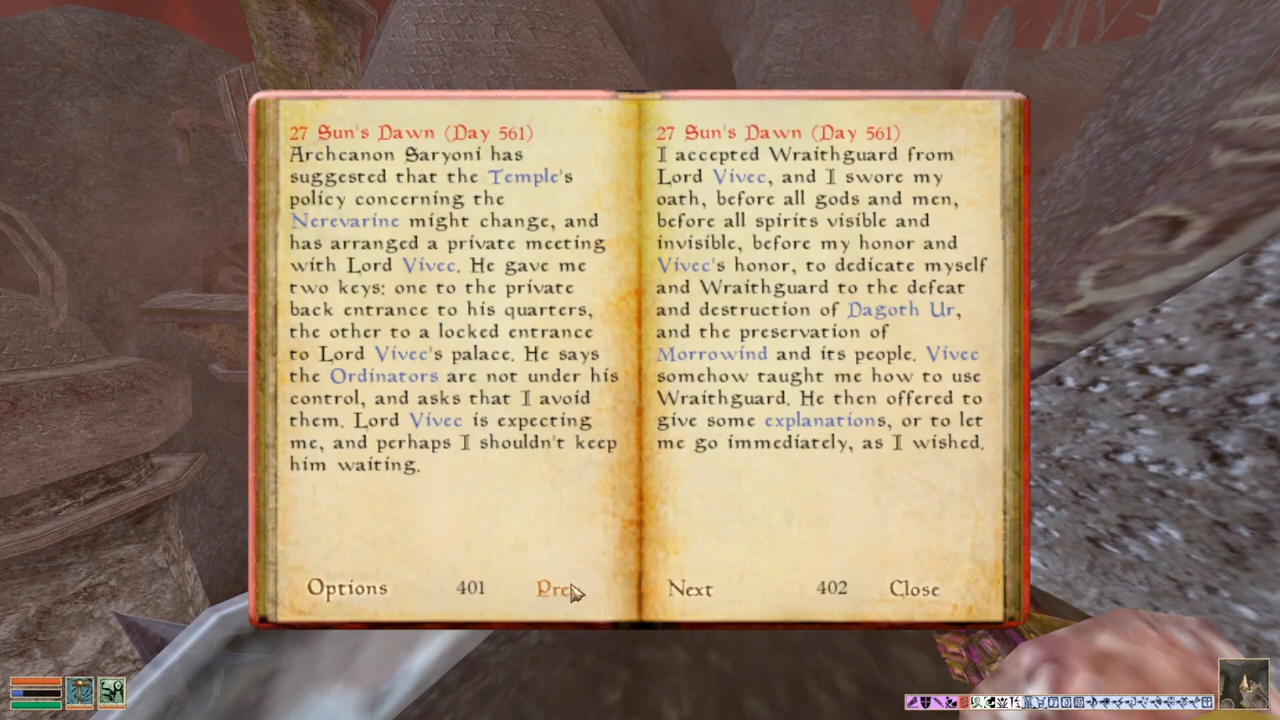 27 Sun's Dawn (Day 561)
Archcanon Saryoni has
suggested that the Temple's
policy concerning the
Nerevarine might change, and
has arranged a private meeting
with Lord Vivec. He gave me
two keys: one to the private
back entrance to his quarters,
the other to a locked entrance
to Lord Vivec's palace. He says
the Ordinators are not under his
control, and asks that I avoid
them. Lord Vivec is expecting
me, and perhaps I shouldn't keep
him waiting.
Options 401
27 Sun's Dawn (Day 561)
I accepted Wraithguard from
Lord Vivec, and I swore my
oath, before all gods and men,
before all spirits visible and
invisible, before my honor and
Vivec's honor, to dedicate myself
and Wraithguard to the defeat
and destruction of Dagoth Ur,
and the preservation of
Morrowind and its people. Vivec
somehow taught me how to use
Wraithguard. He then offered to
give some explanations, or to let
me go immediately, as I wished.
Next 402 Close